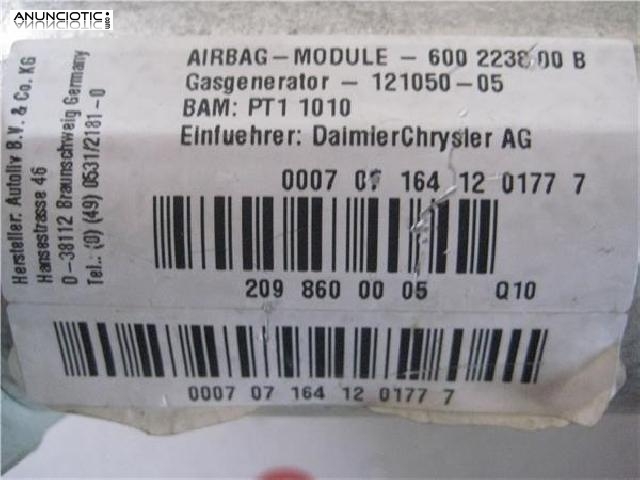 ANUNCIOTIC.com
Hersteller: Autoliv B.V. & Co. KG
Hansestrasse 46
D-38112 Braunschweig Germany
Tel.: (0) (49) 0531/2181-0
AIRBAG-MODULE - 600 2238 00 B
Gasgenerator - 121050-05
BAM: PT1 1010
Einfuehrer: DaimlerChrysler AG
0007 07 164 12 0177 7
209 860 00 05 Q10
0007 07 164 12 0177 7